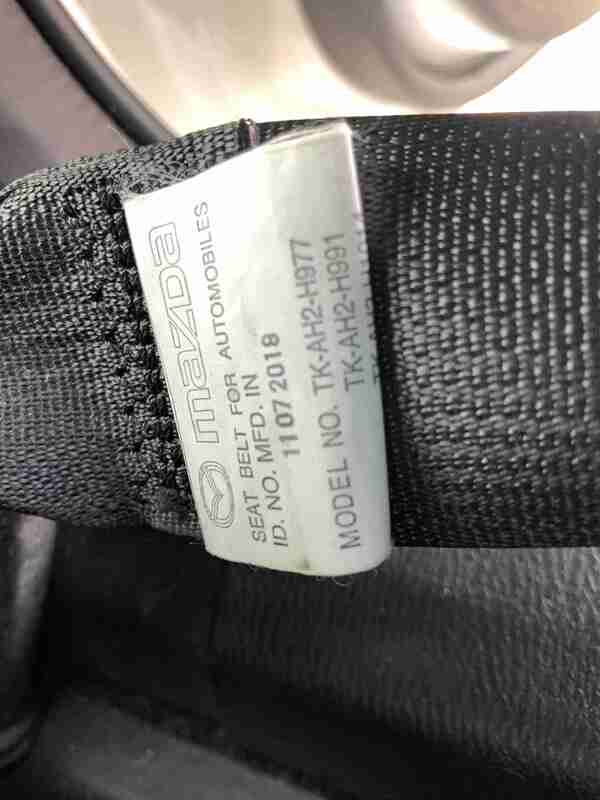 mazda
SEAT BELT FOR AUTOMOBILES
ID. NO. MFD. IN
11 07 2018
MODEL NO. TK-AH2-H977
TK-AH2-H991